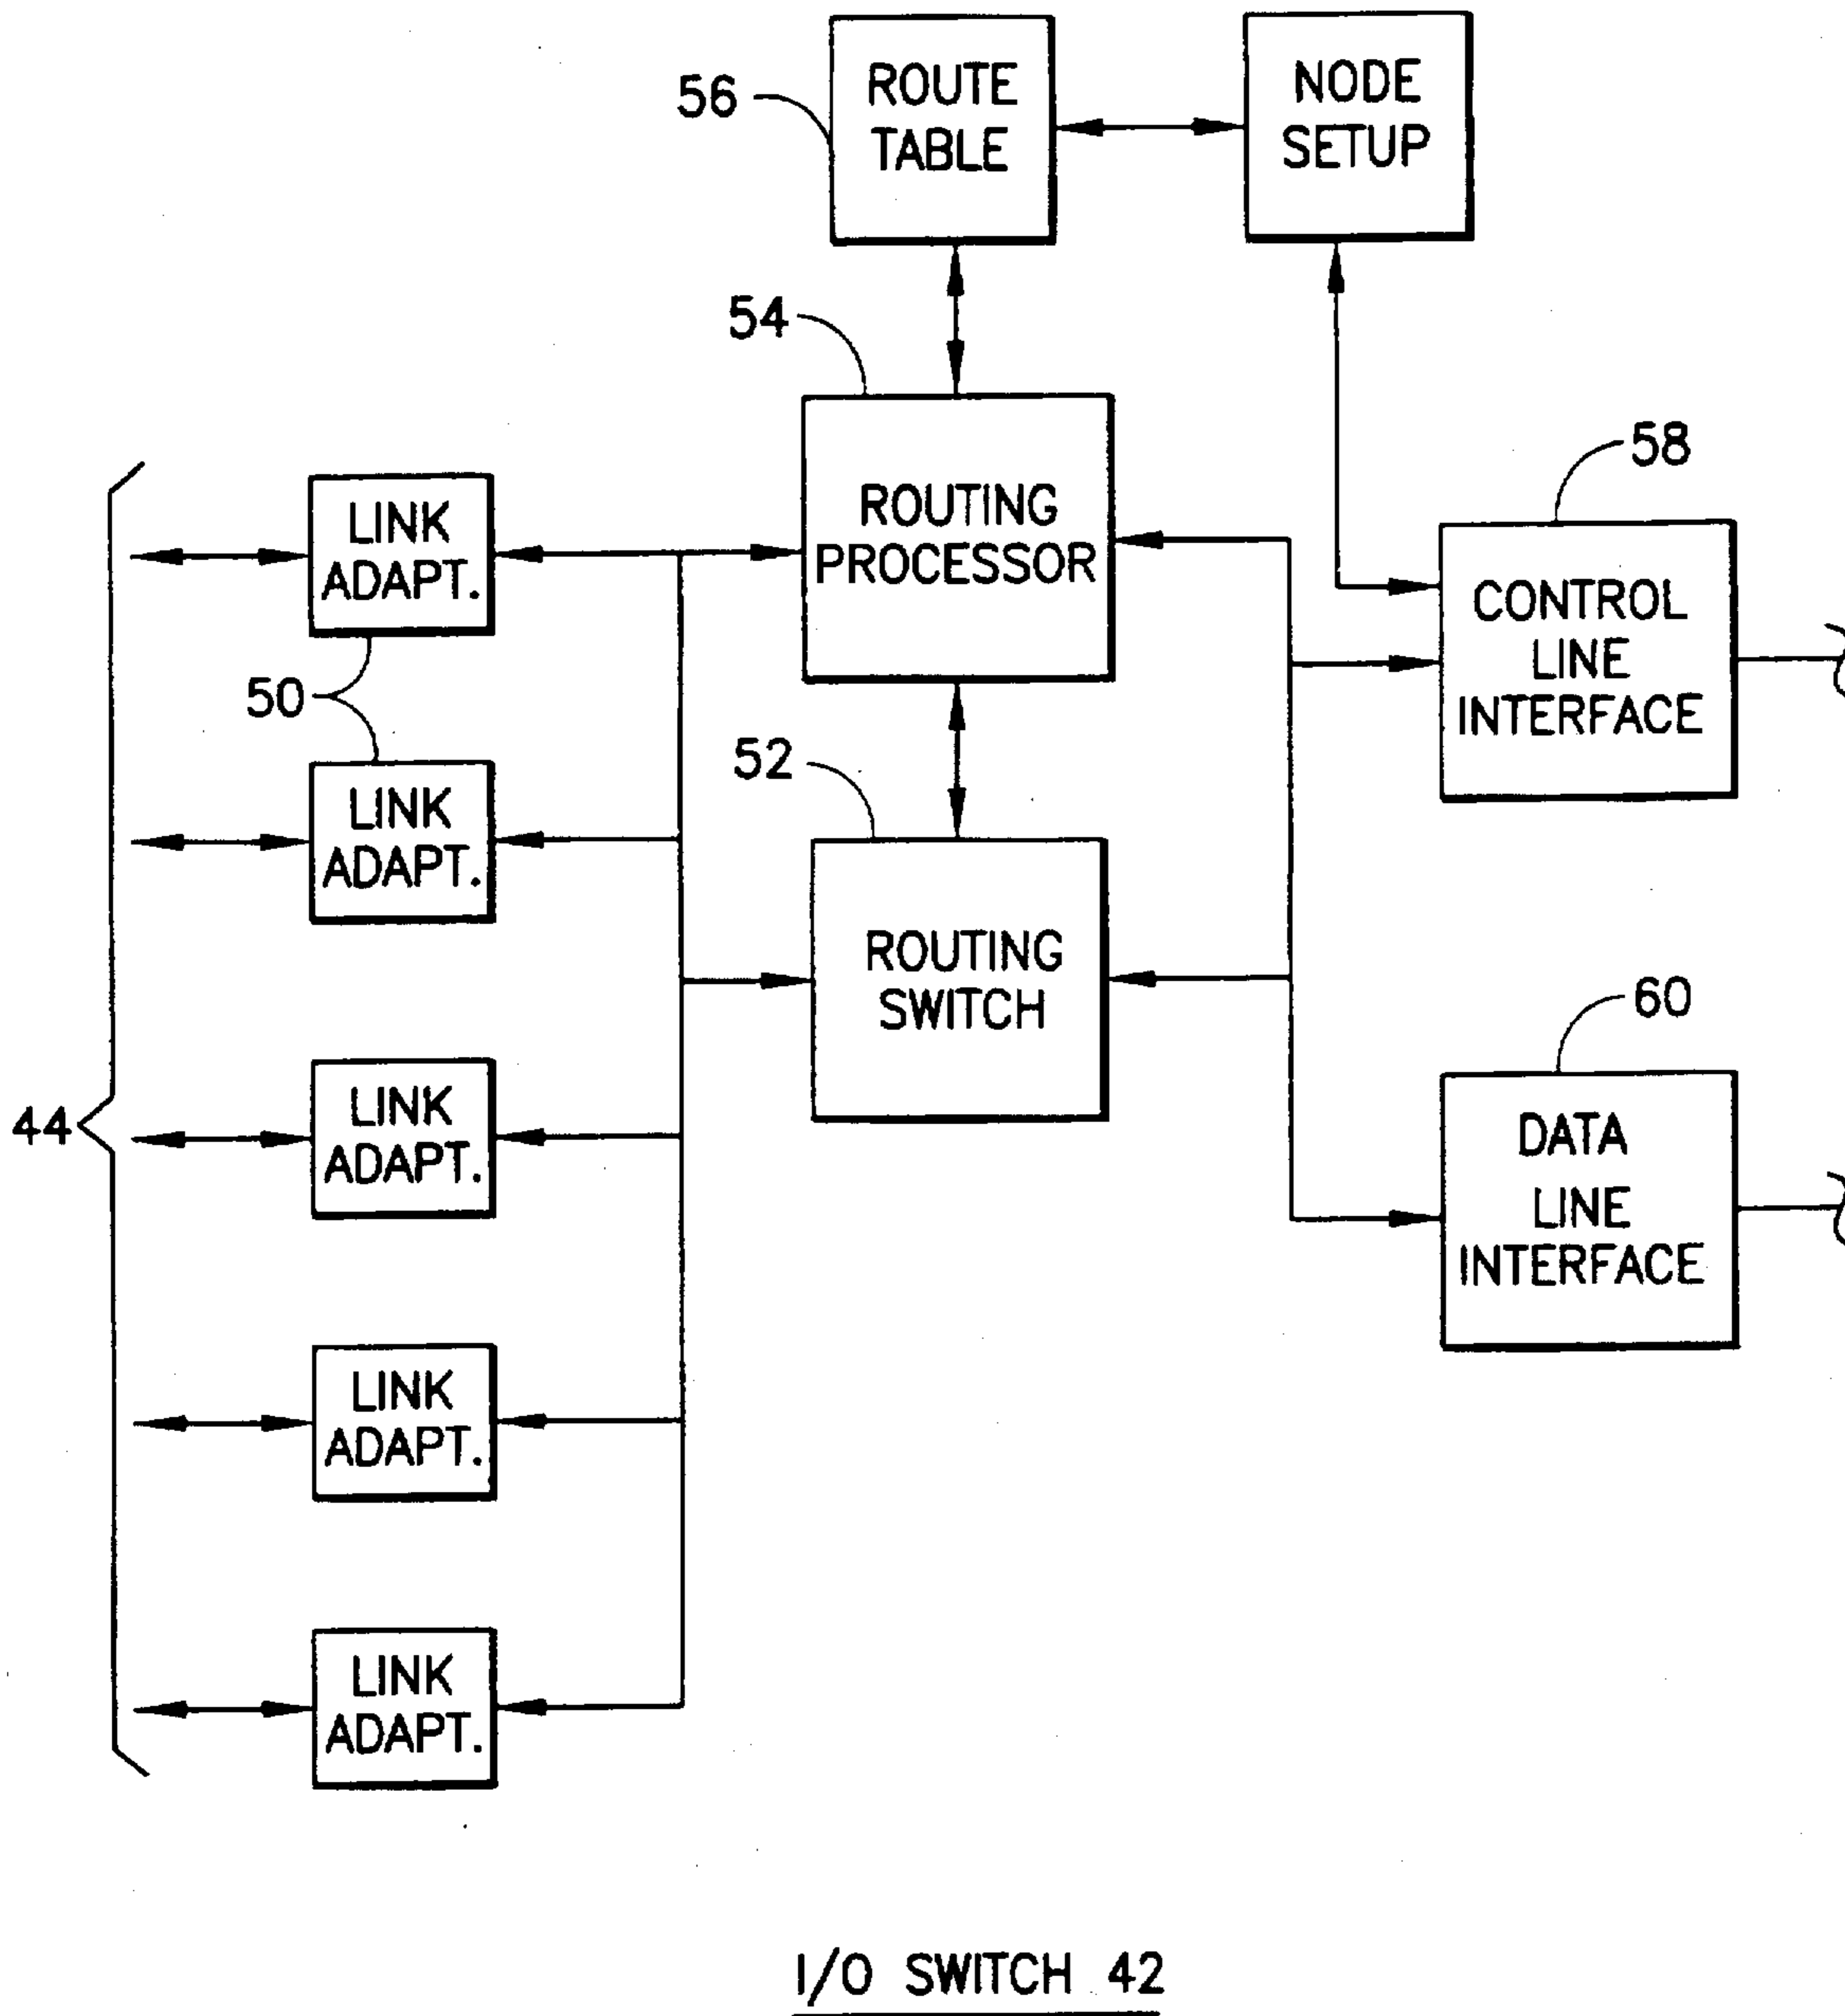 56
ROUTE
TABLE
NODE
SETUP
54
ROUTING
PROCESSOR
58
CONTROL
LINE
INTERFACE
LINK
ADAPT.
50
LINK
ADAPT.
52
ROUTING
SWITCH
60
DATA
LINE
INTERFACE
44
LINK
ADAPT.
LINK
ADAPT.
LINK
ADAPT.
I/O SWITCH 42